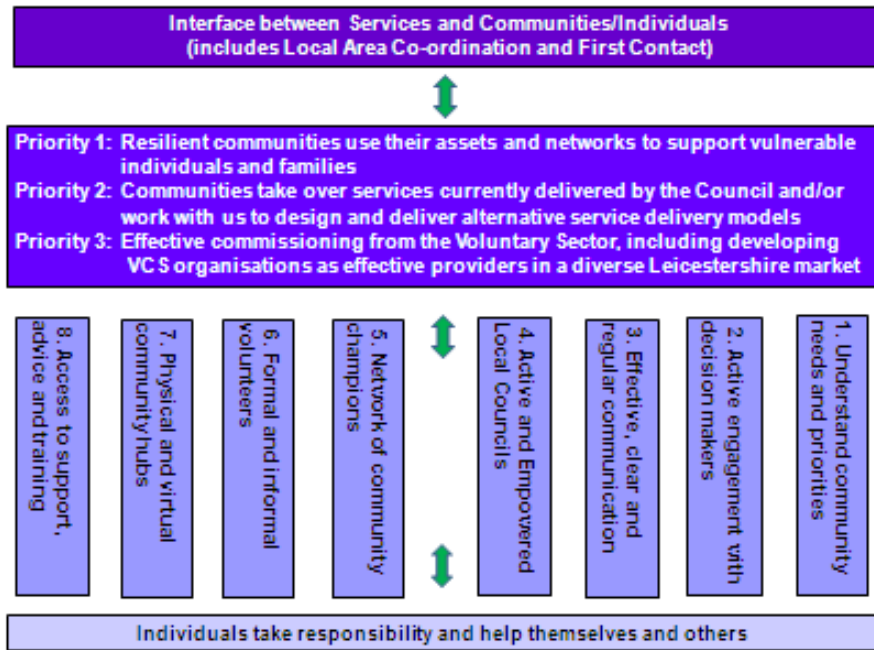 Interface between Services and Communities/Individuals
(includes Local Area Co-ordination and First Contact)
Priority 1: Resilient communities use their assets and networks to support vulnerable
individuals and families
Priority 2: Communities take over services currently delivered by the Council and/or
work with us to design and deliver alternative service delivery models
Priority 3: Effective commissioning from the Voluntary Sector, including developing
VCS organisations as effective providers in a diverse Leicestershire market
8. Access to support,
advice and training
7. Physical and virtual
community hubs
6. Formal and informal
volunteers
5. Network of community
champions
4. Active and Empowered
Local Councils
3. Effective, clear and
regular communication
2. Active engagement with
decision makers
1. Understand community
needs and priorities
Individuals take responsibility and help themselves and others